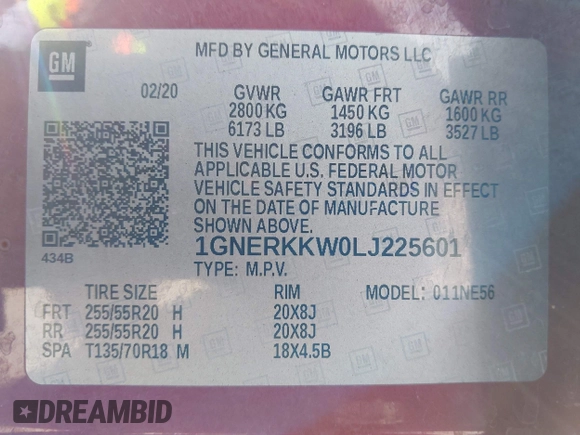 GM
MFD BY GENERAL MOTORS LLC
02/20 GVWR GAWR FRT GAWR RR
2800 KG 1450 KG 1600 KG
6173 LB 3196 LB 3527 LB
THIS VEHICLE CONFORMS TO ALL
APPLICABLE U.S. FEDERAL MOTOR
VEHICLE SAFETY STANDARDS IN EFFECT
ON THE DATE OF MANUFACTURE
SHOWN ABOVE.
434B
1GNERKKW0LJ225601
TYPE: M.P.V.
TIRE SIZE RIM MODEL: 011NE56
FRT 255/55R20 H 20X8J
RR 255/55R20 H 20X8J
SPA T135/70R18 M 18X4.5B
DREAMBID